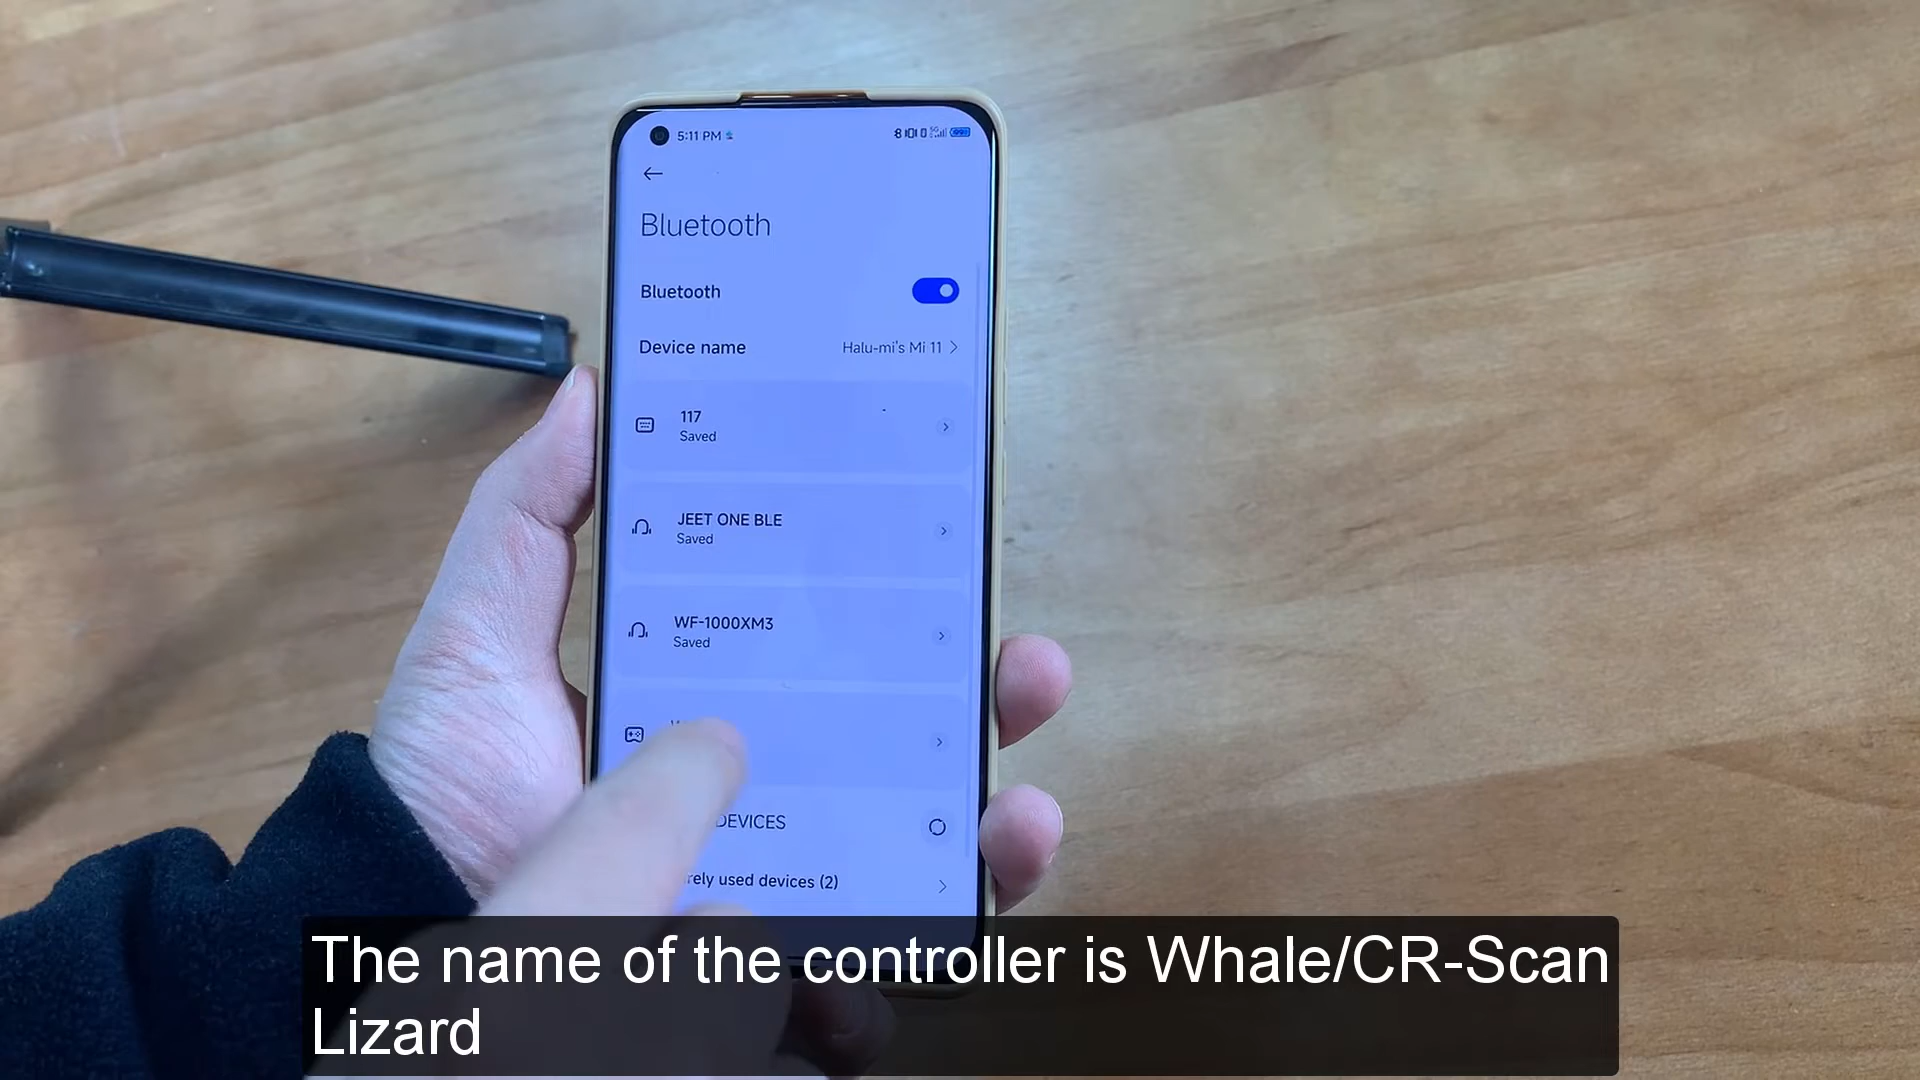 5:11 PM
Bluetooth
Bluetooth
Device name
Halu-mi's Mi 11
117
Saved
JEET ONE BLE
Saved
WF-1000XM3
Saved
DEVICES
used devices (2)
The name of the controller is Whale/CR-Scan
Lizard